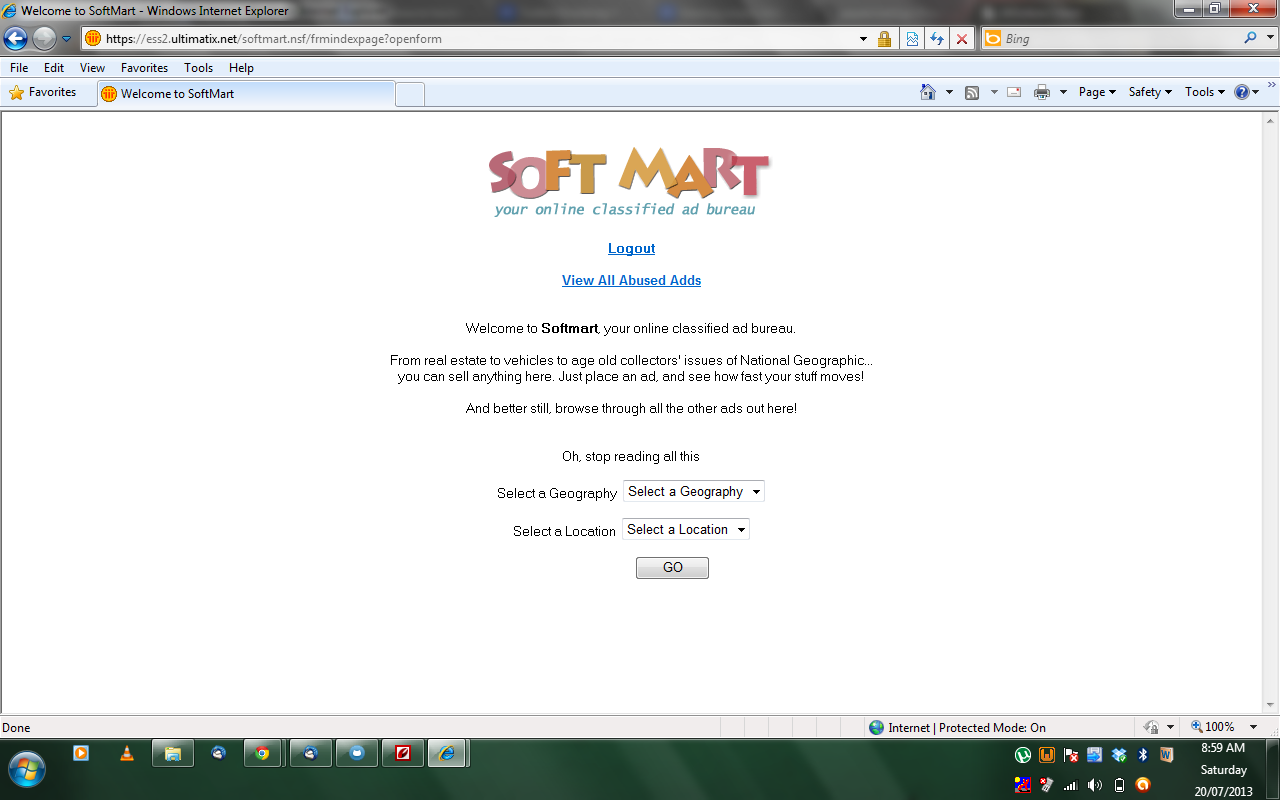 Welcome to SoftMart - Windows Internet Explorer
https://ess2.ultimatix.net/softmart.nsf/frmindexpage?openform
Bing
File Edit View Favorites Tools Help
Favorites
Welcome to SoftMart
Page Safety Tools
SOFT MART
your online classified ad bureau
Logout
View All Abused Adds
Welcome to Softmart, your online classified ad bureau.
From real estate to vehicles to age old collectors' issues of National Geographic...
you can sell anything here. Just place an ad, and see how fast your stuff moves!
And better still, browse through all the other ads out here!
Oh, stop reading all this
Select a Geography Select a Geography
Select a Location Select a Location
GO
Done
Internet | Protected Mode: On
100%
8:59 AM
Saturday
20/07/2013